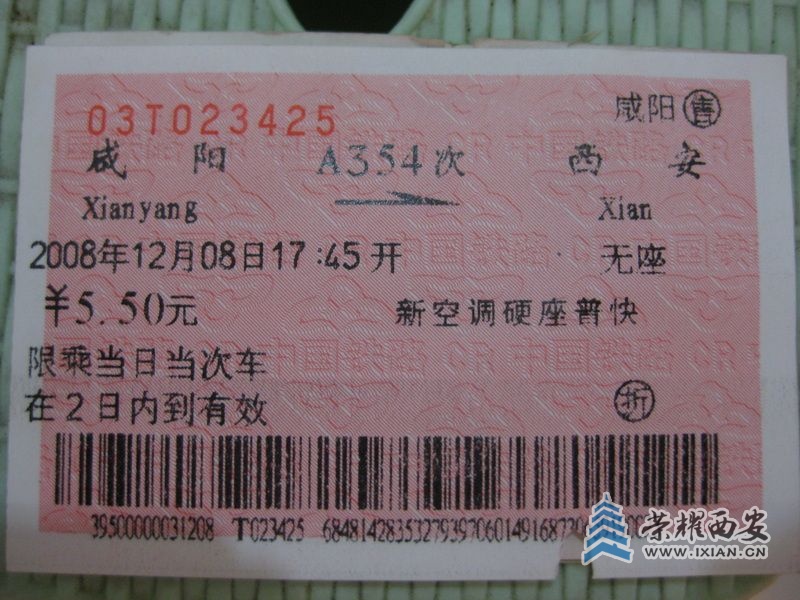 03T023425
咸阳 售
咸阳 A354次 西安
Xianyang Xian
2008年12月08日17:45开 无座
¥5.50元 新空调硬座普快
限乘当日当次车
在2日内到有效 折
39500000031208 T023425 684814283532793970601491687
荣耀西安
WWW.IXIAN.CN